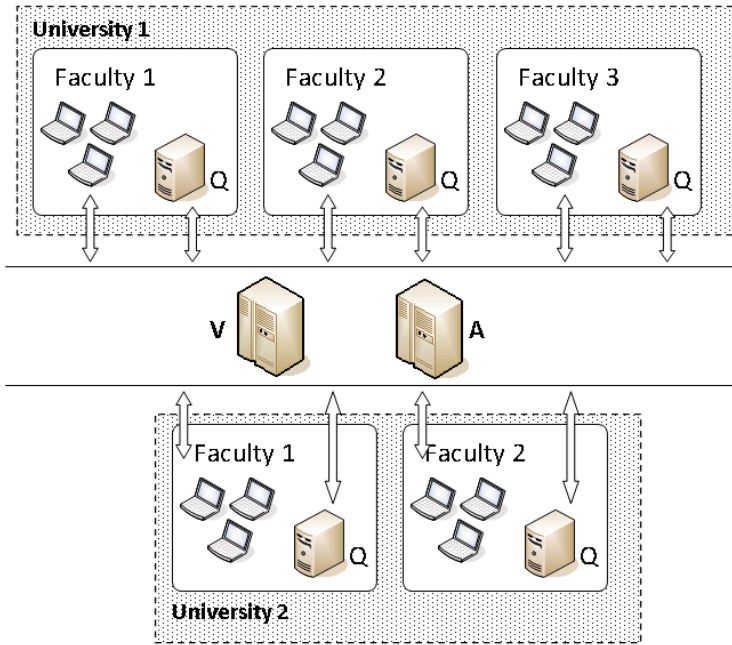 University 1
Faculty 1
Faculty 2
Faculty 3
Q
Q
Q
V
A
Faculty 1
Faculty 2
Q
Q
University 2